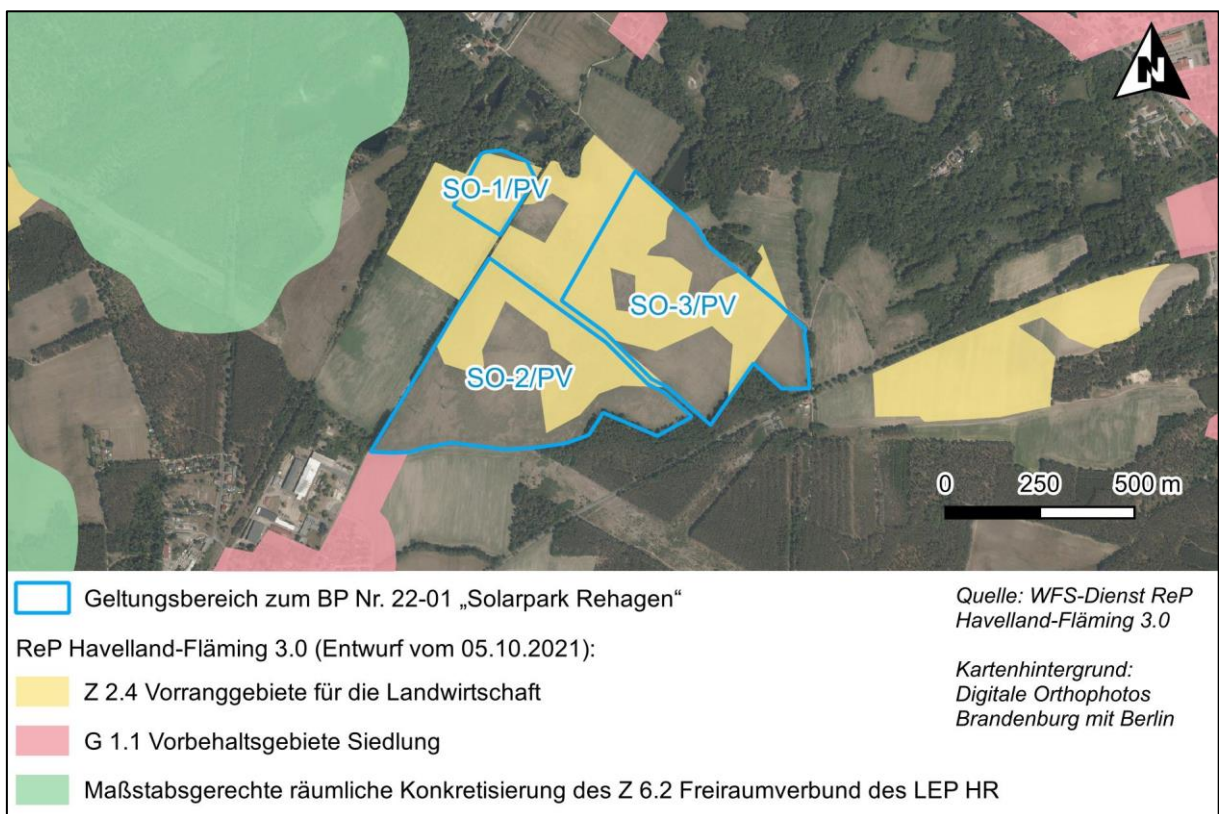 N
SO-1/PV
SO-3/PV
SO-2/PV
0 250 500 m
Geltungsbereich zum BP Nr. 22-01 „Solarpark Rehagen“
ReP Havelland-Fläming 3.0 (Entwurf vom 05.10.2021):
Z 2.4 Vorranggebiete für die Landwirtschaft
G 1.1 Vorbehaltsgebiete Siedlung
Maßstabsgerechte räumliche Konkretisierung des Z 6.2 Freiraumverbund des LEP HR
Quelle: WFS-Dienst ReP
Havelland-Fläming 3.0
Kartenhintergrund:
Digitale Orthophotos
Brandenburg mit Berlin